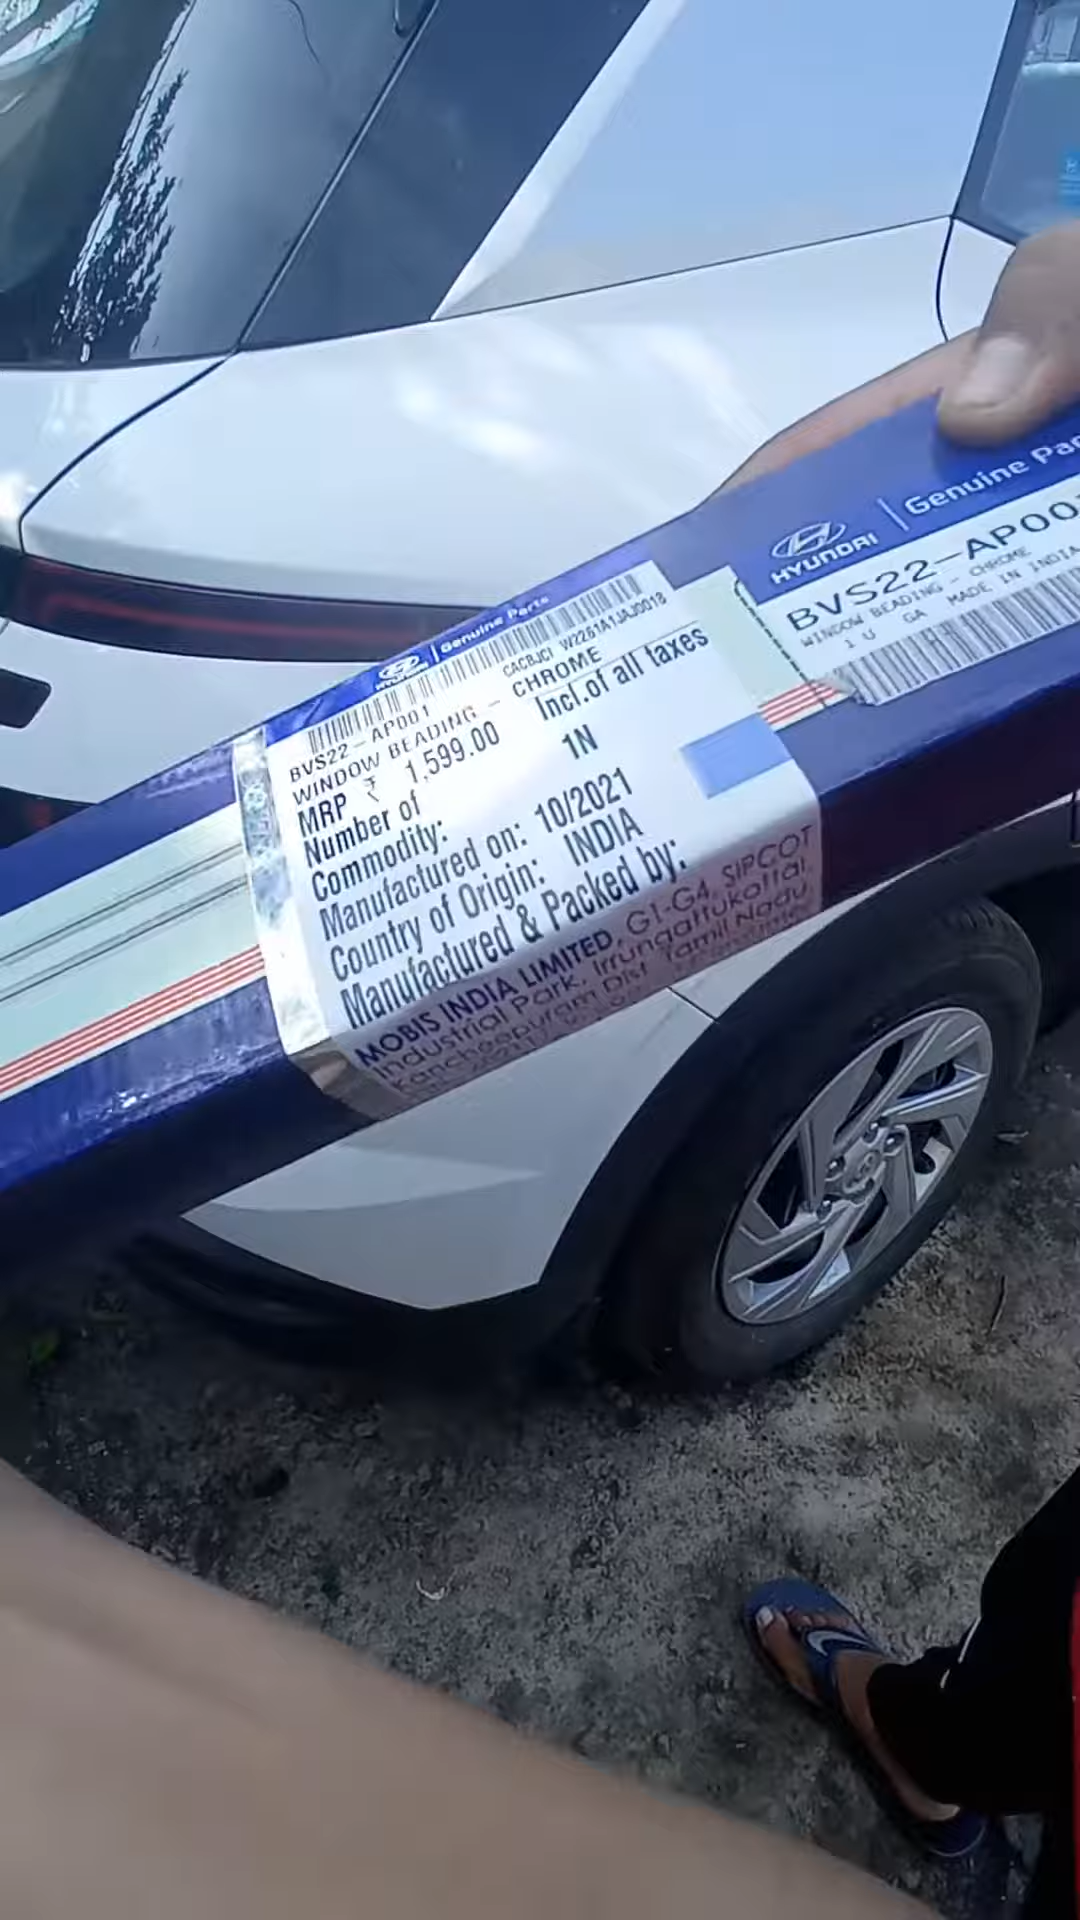 HYUNDAI | Genuine Parts
BVS22-AP001
CACBJCI W2261A1JAJ0018
WINDOW BEADING - CHROME
MRP ₹ 1,599.00 Incl.of all taxes
Number of
Commodity: 1N
Manufactured on: 10/2021
Country of Origin: INDIA
Manufactured & Packed by:
MOBIS INDIA LIMITED, G1-G4, SIPCOT
Industrial Park, Irrungattukottai,
Kancheepuram Dist Tamil Nadu
HYUNDAI | Genuine Pa
BVS22-AP00
WINDOW BEADING - CHROME
1 U GA MADE IN INDIA